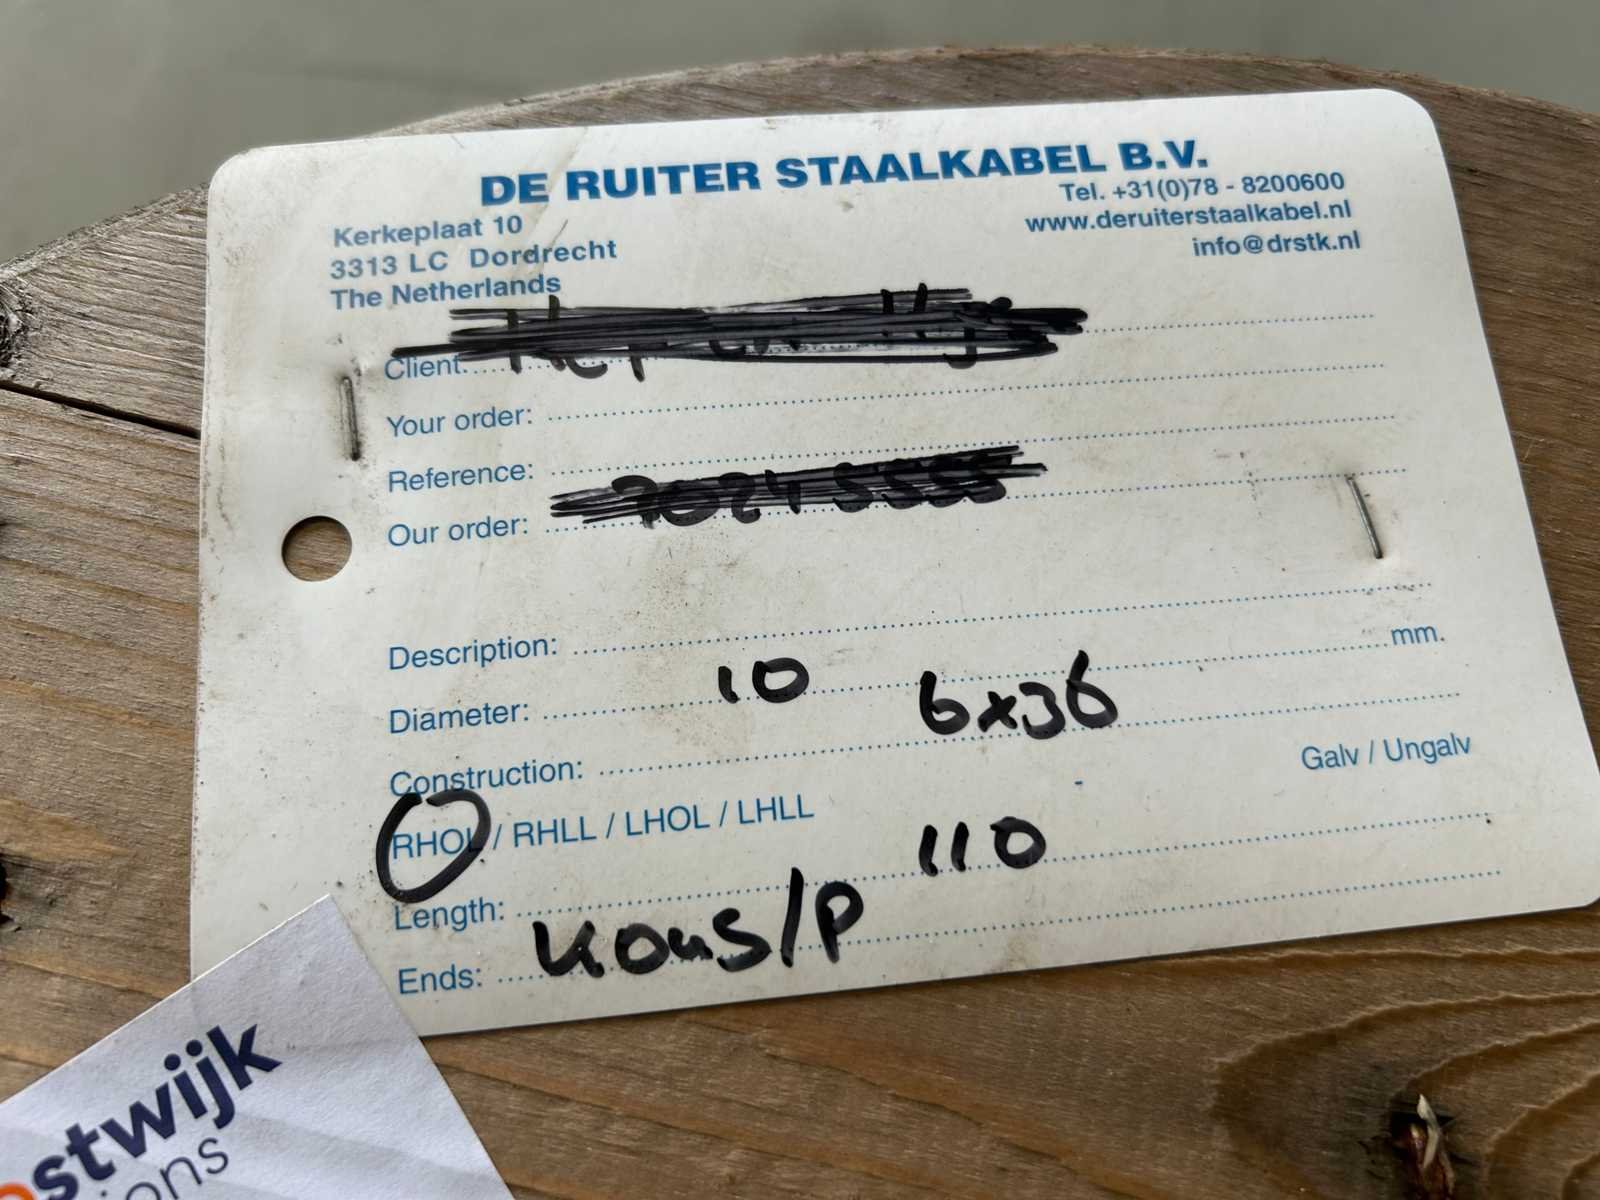 DE RUITER STAALKABEL B.V.
Kerkeplaat 10
3313 LC Dordrecht
The Netherlands
Tel. +31(0)78 - 8200600
www.deruiterstaalkabel.nl
info@drstk.nl
Client:
Your order:
Reference:
Our order:
Description:
Diameter: 10 mm.
Construction: 6x36
RHOL / RHLL / LHOL / LHLL Galv / Ungalv
Length: 110
Ends: kous/P
ostwijk
ions